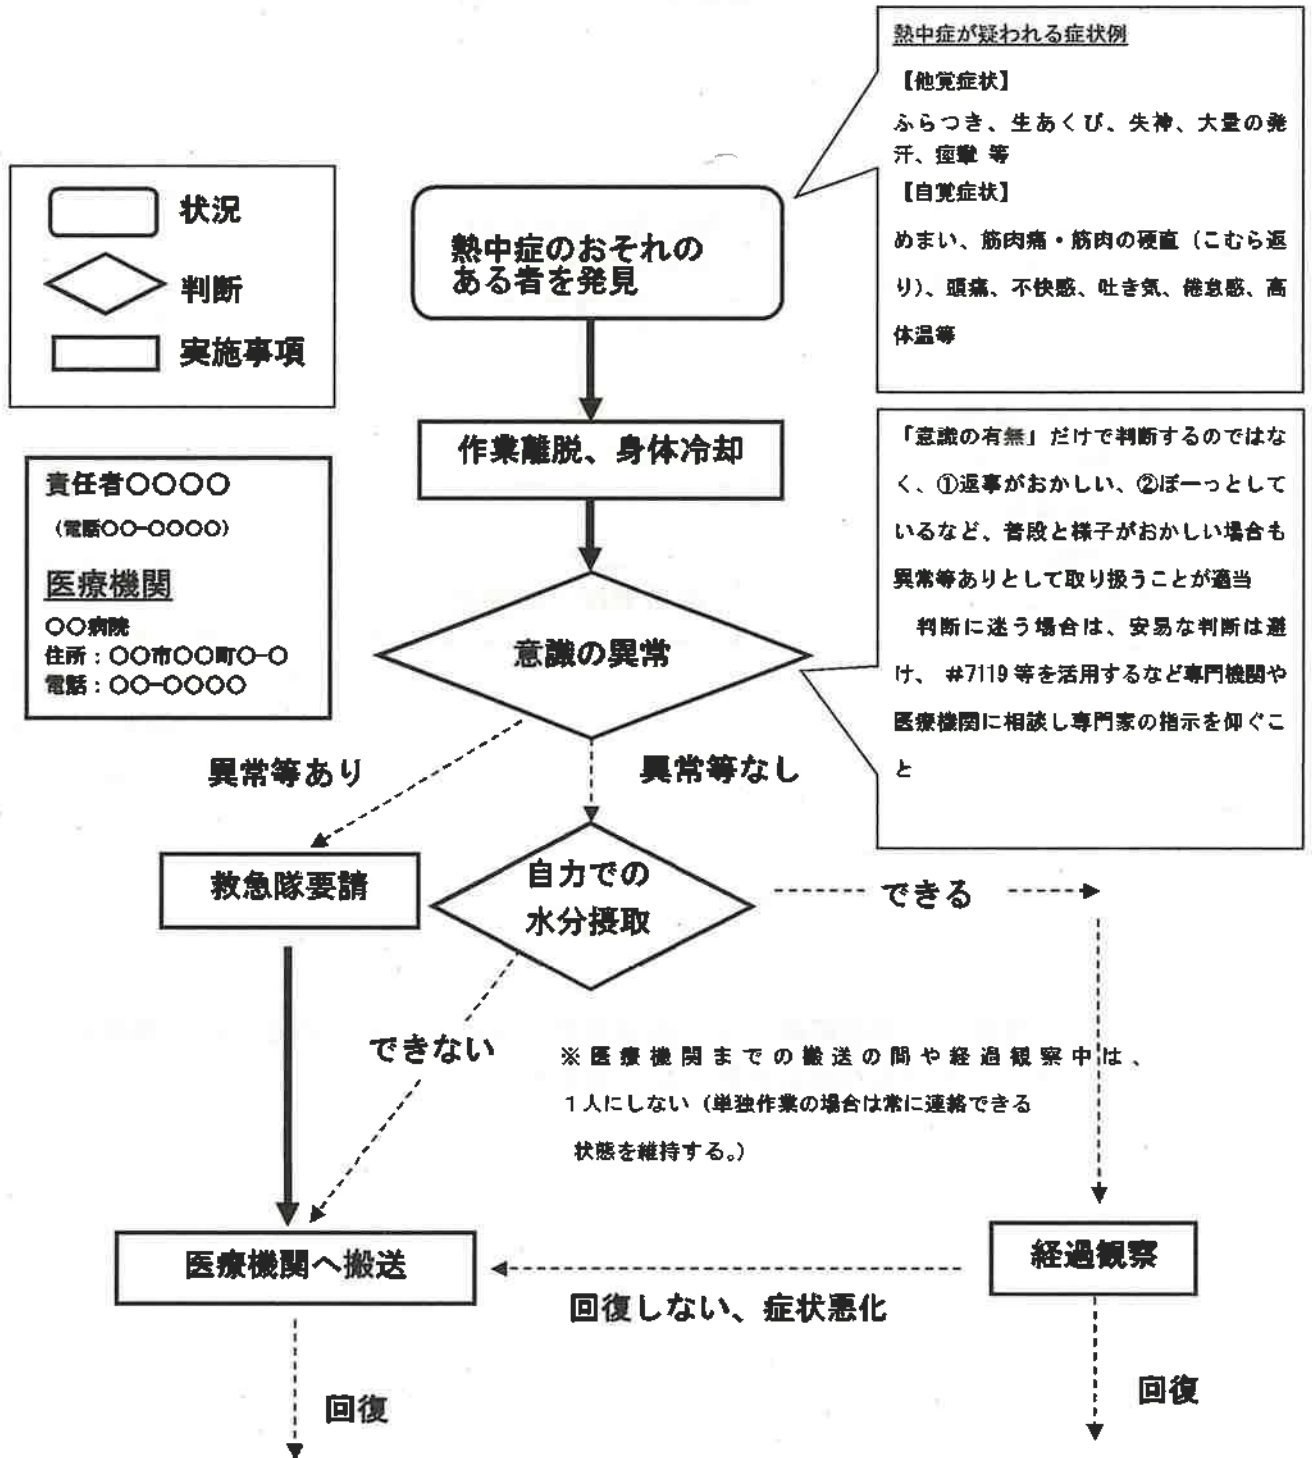 熱中症が疑われる症状例
【他覚症状】
ふらつき、生あくび、失神、大量の発
汗、痙攣 等
【自覚症状】
めまい、筋肉痛・筋肉の硬直（こむら返
り）、頭痛、不快感、吐き気、倦怠感、高
体温等
状況
判断
実施事項
熱中症のおそれの
ある者を発見
作業離脱、身体冷却
責任者〇〇〇〇
（電話〇〇-〇〇〇〇）
医療機関
〇〇病院
住所：〇〇市〇〇町〇-〇
電話：〇〇-〇〇〇〇
「意識の有無」だけで判断するのではな
く、①返事がおかしい、②ぼーっとして
いるなど、普段と様子がおかしい場合も
異常等ありとして取り扱うことが適当
判断に迷う場合は、安易な判断は避
け、 #7119 等を活用するなど専門機関や
医療機関に相談し専門家の指示を仰ぐこ
と
意識の異常
異常等あり
異常等なし
救急隊要請
自力での
水分摂取
できる
できない
※医療機関までの搬送の間や経過観察中は、
１人にしない（単独作業の場合は常に連絡できる
状態を維持する。）
医療機関へ搬送
経過観察
回復しない、症状悪化
回復
回復